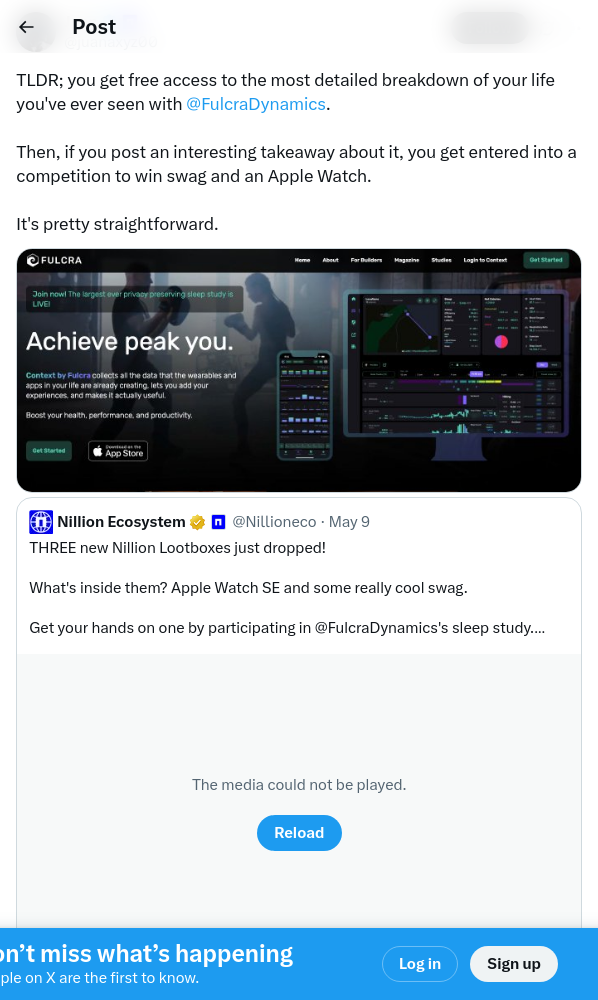 Post
TLDR; you get free access to the most detailed breakdown of your life
you've ever seen with @FulcraDynamics.
Then, if you post an interesting takeaway about it, you get entered into a
competition to win swag and an Apple Watch.
It's pretty straightforward.
FULCRA
Home About For Builders Magazine Studies Login to Context Get Started
Join now! The largest ever privacy preserving sleep study is
LIVE!
Achieve peak you.
Context by Fulcra collects all the data that the wearables and
apps in your life are already creating, lets you add your
experiences, and makes it actually useful.
Boost your health, performance, and productivity.
Get Started
Download on the
App Store
Nillion Ecosystem @Nillioneco · May 9
THREE new Nillion Lootboxes just dropped!
What's inside them? Apple Watch SE and some really cool swag.
Get your hands on one by participating in @FulcraDynamics's sleep study....
The media could not be played.
Reload
on't miss what's happening
ple on X are the first to know.
Log in
Sign up